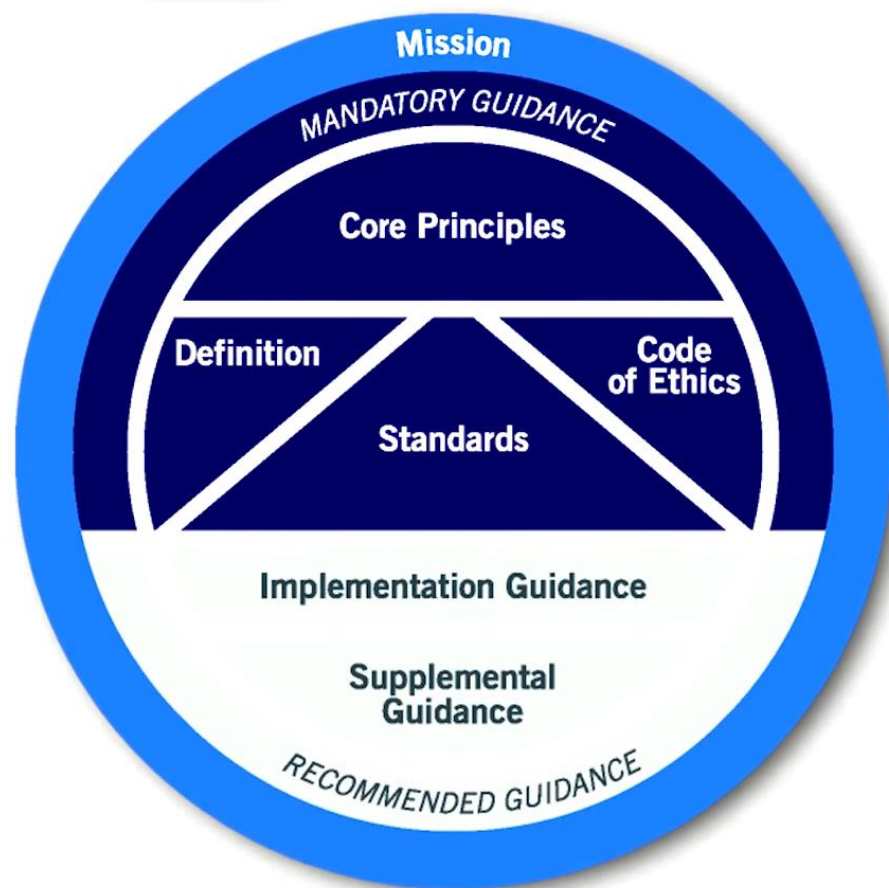 Mission
MANDATORY GUIDANCE
Core Principles
Definition
Code
of Ethics
Standards
Implementation Guidance
Supplemental
Guidance
RECOMMENDED GUIDANCE